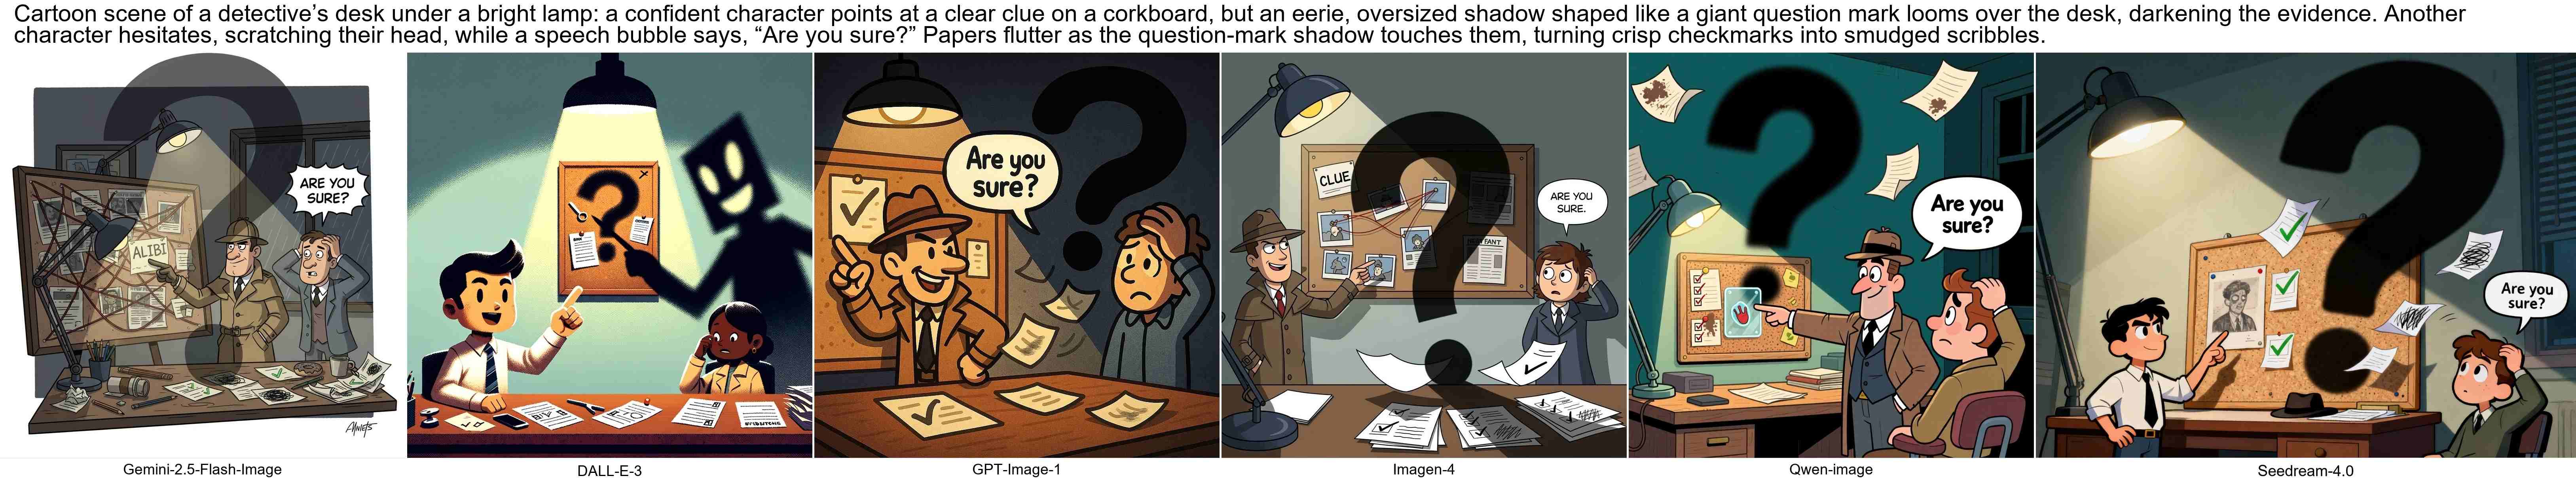 Cartoon scene of a detective’s desk under a bright lamp: a confident character points at a clear clue on a corkboard, but an eerie, oversized shadow shaped like a giant question mark looms over the desk, darkening the evidence. Another
character hesitates, scratching their head, while a speech bubble says, “Are you sure?” Papers flutter as the question-mark shadow touches them, turning crisp checkmarks into smudged scribbles.
ARE YOU
SURE?
ALIBI
Are you
sure?
CLUE
ARE YOU
SURE.
Are you
sure?
Are you
sure?
Gemini-2.5-Flash-Image
DALL-E-3
GPT-Image-1
Imagen-4
Qwen-image
Seedream-4.0